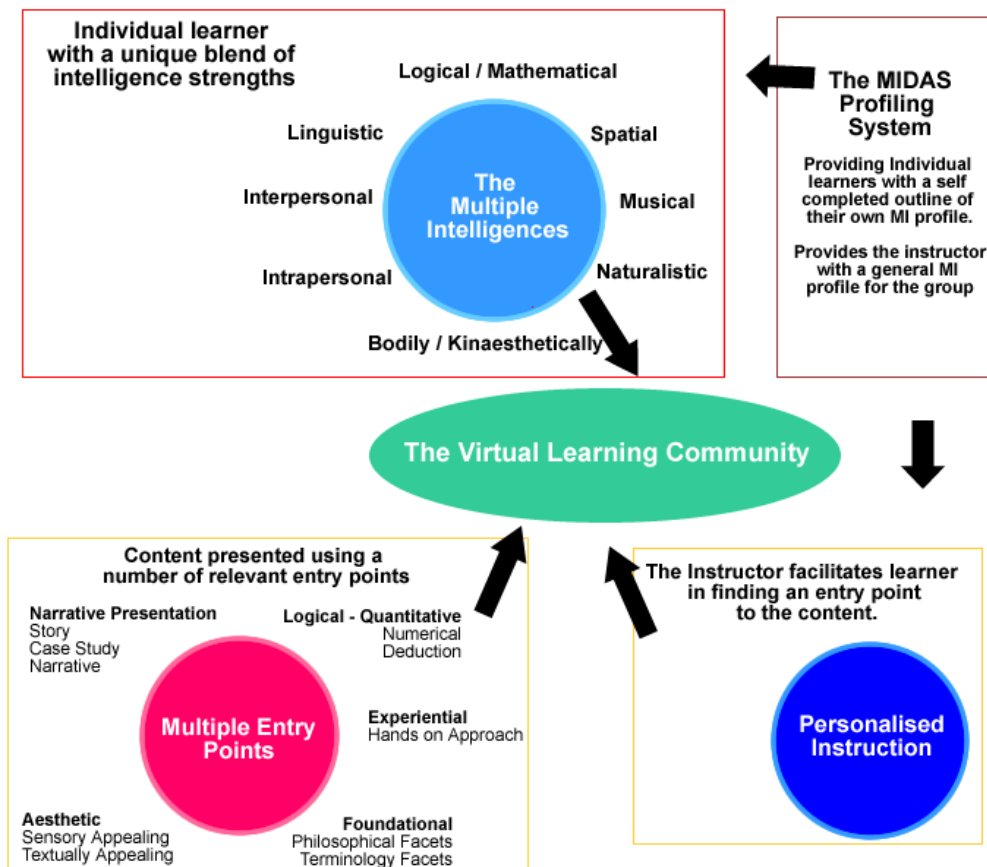 Individual learner
with a unique blend of
intelligence strengths
Logical / Mathematical
Linguistic
Spatial
Interpersonal
The
Multiple
Intelligences
Musical
Intrapersonal
Naturalistic
Bodily / Kinaesthetically
The MIDAS
Profiling
System
Providing Individual
learners with a self
completed outline of
their own MI profile.
Provides the instructor
with a general MI
profile for the group
The Virtual Learning Community
Content presented using a
number of relevant entry points
Narrative Presentation
Story
Case Study
Narrative
Logical - Quantitative
Numerical
Deduction
Multiple Entry
Points
Experiential
Hands on Approach
Aesthetic
Sensory Appealing
Textually Appealing
Foundational
Philosophical Facets
Terminology Facets
The Instructor facilitates learner
in finding an entry point
to the content.
Personalised
Instruction